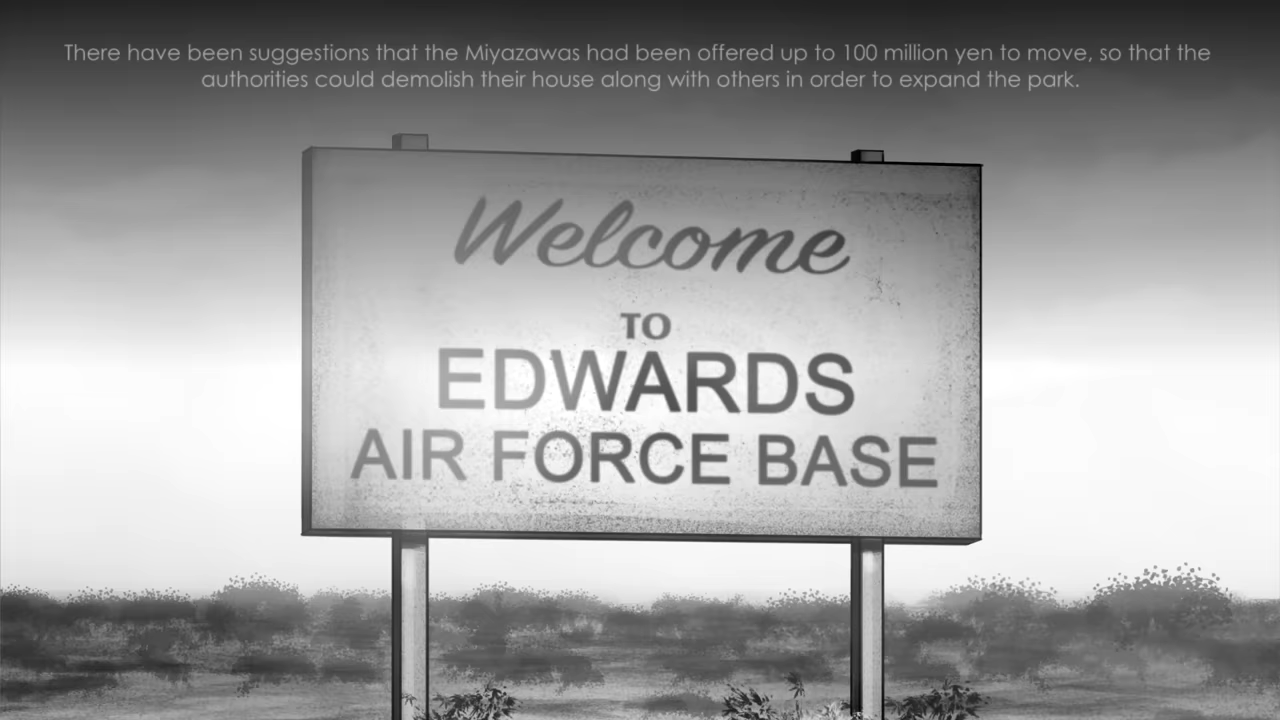 There have been suggestions that the Miyazawas had been offered up to 100 million yen to move, so that the
authorities could demolish their house along with others in order to expand the park.
Welcome
TO
EDWARDS
AIR FORCE BASE